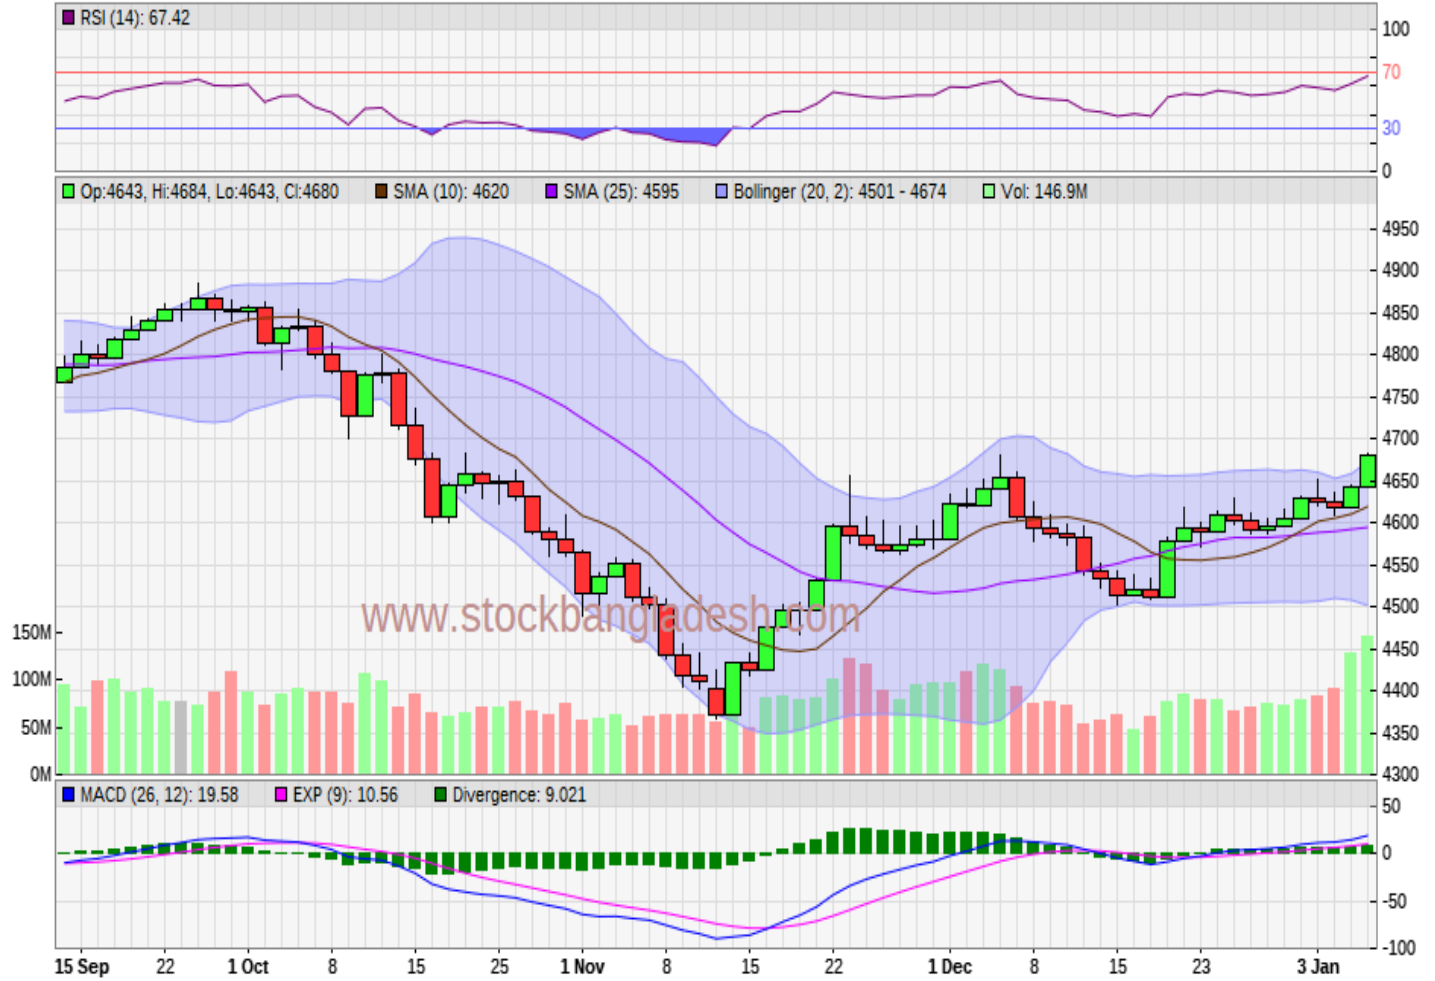 RSI (14): 67.42
100
70
30
0
Op:4643, Hi:4684, Lo:4643, Cl:4680 SMA (10): 4620 SMA (25): 4595 Bollinger (20, 2): 4501 - 4674 Vol: 146.9M
4950
4900
4850
4800
4750
4700
4650
4600
4550
4500
www.stockbangladesh.com
150M
4450
100M
4400
50M
4350
0M
4300
MACD (26, 12): 19.58 EXP (9): 10.56 Divergence: 9.021
50
0
-50
-100
15 Sep 22 1 Oct 8 15 25 1 Nov 8 15 22 1 Dec 8 15 23 3 Jan